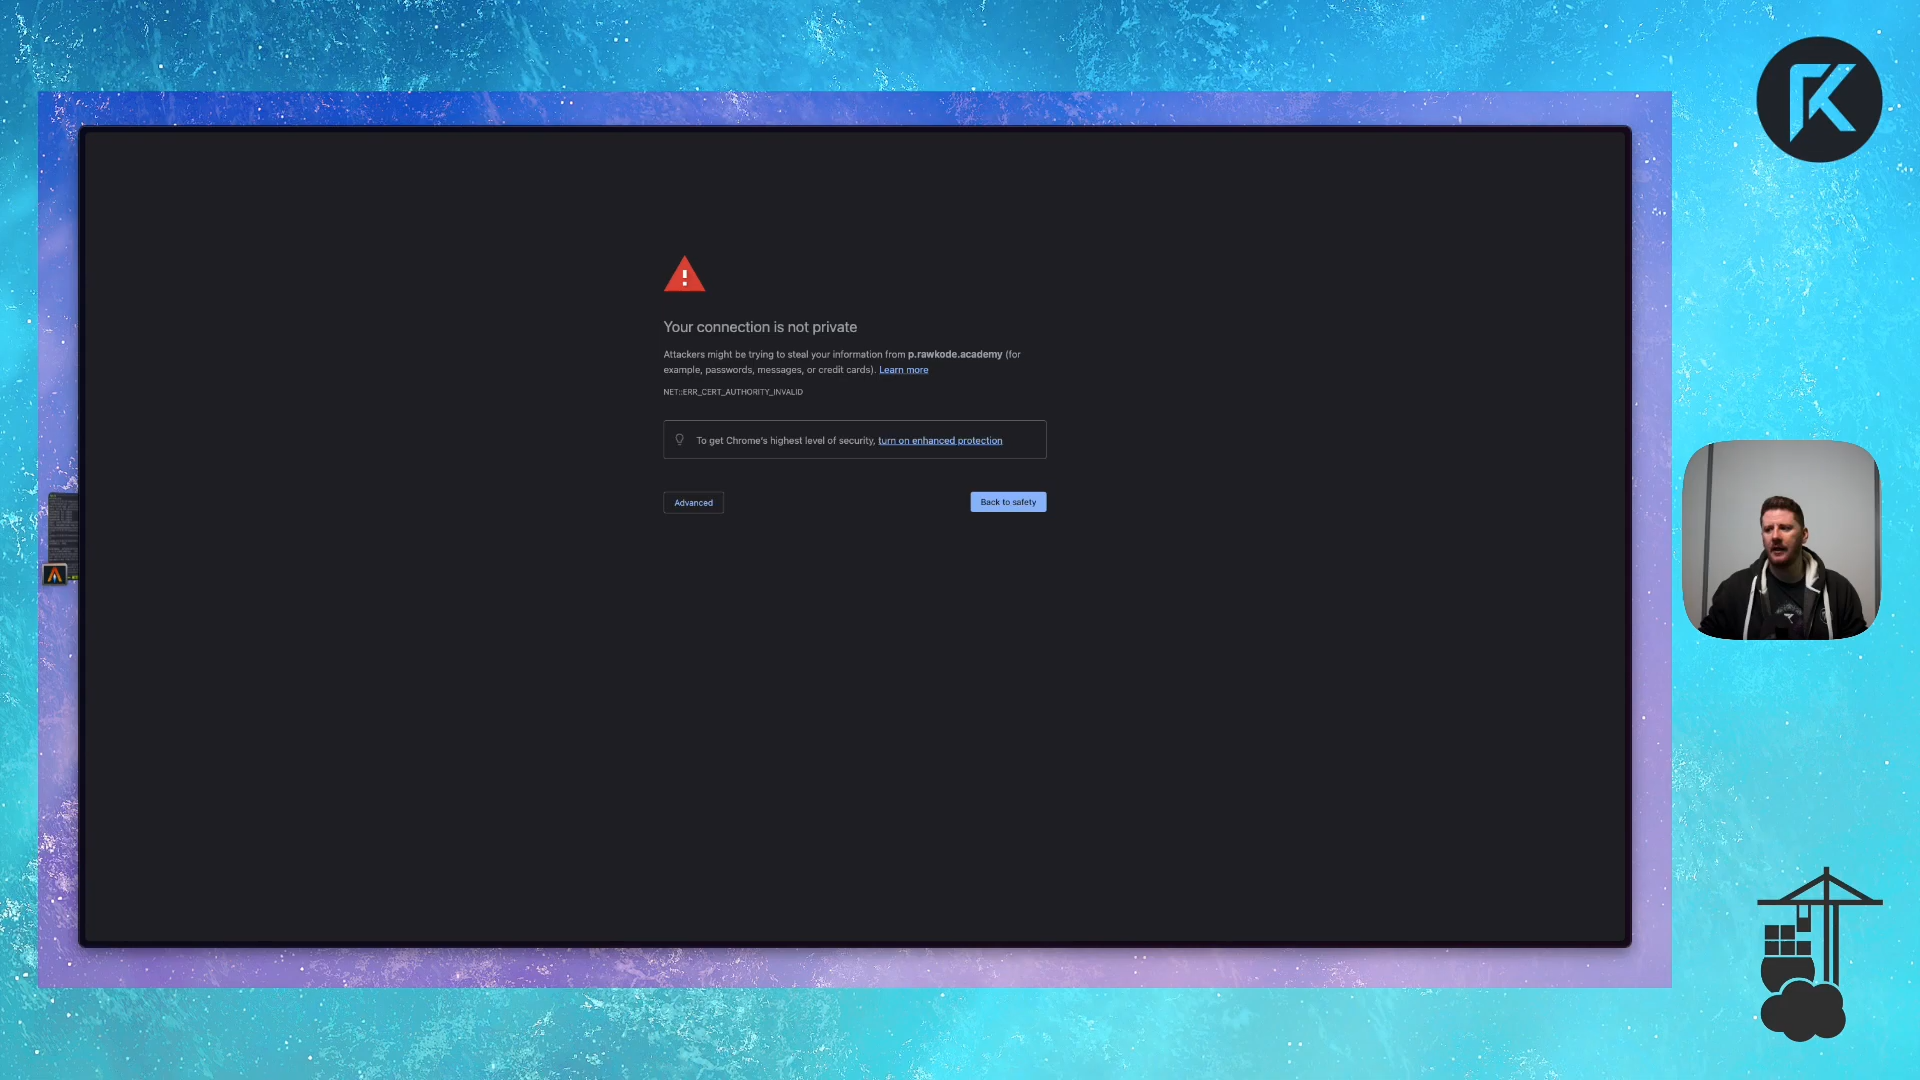 Your connection is not private
Attackers might be trying to steal your information from p.rawkode.academy (for
example, passwords, messages, or credit cards). Learn more
NET::ERR_CERT_AUTHORITY_INVALID
To get Chrome's highest level of security, turn on enhanced protection
Advanced
Back to safety